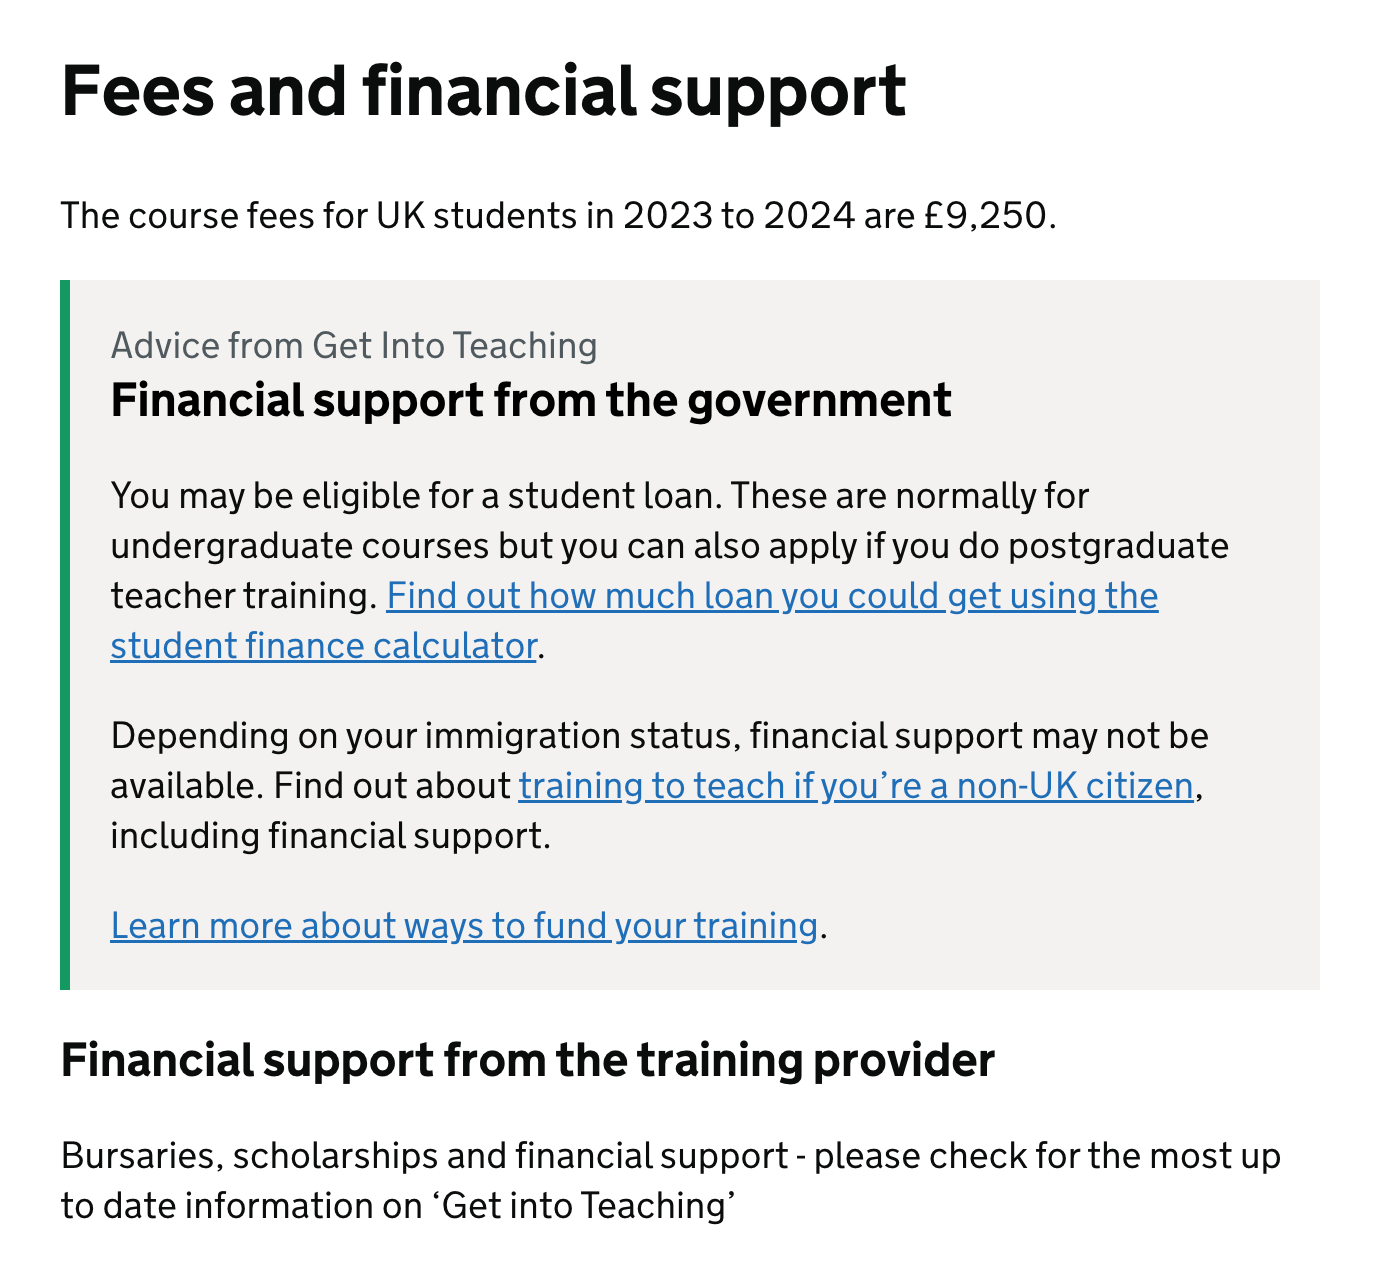 Fees and financial support
The course fees for UK students in 2023 to 2024 are £9,250.
Advice from Get Into Teaching
Financial support from the government
You may be eligible for a student loan. These are normally for
undergraduate courses but you can also apply if you do postgraduate
teacher training. Find out how much loan you could get using the
student finance calculator.
Depending on your immigration status, financial support may not be
available. Find out about training to teach if you’re a non-UK citizen,
including financial support.
Learn more about ways to fund your training.
Financial support from the training provider
Bursaries, scholarships and financial support - please check for the most up
to date information on ‘Get into Teaching’